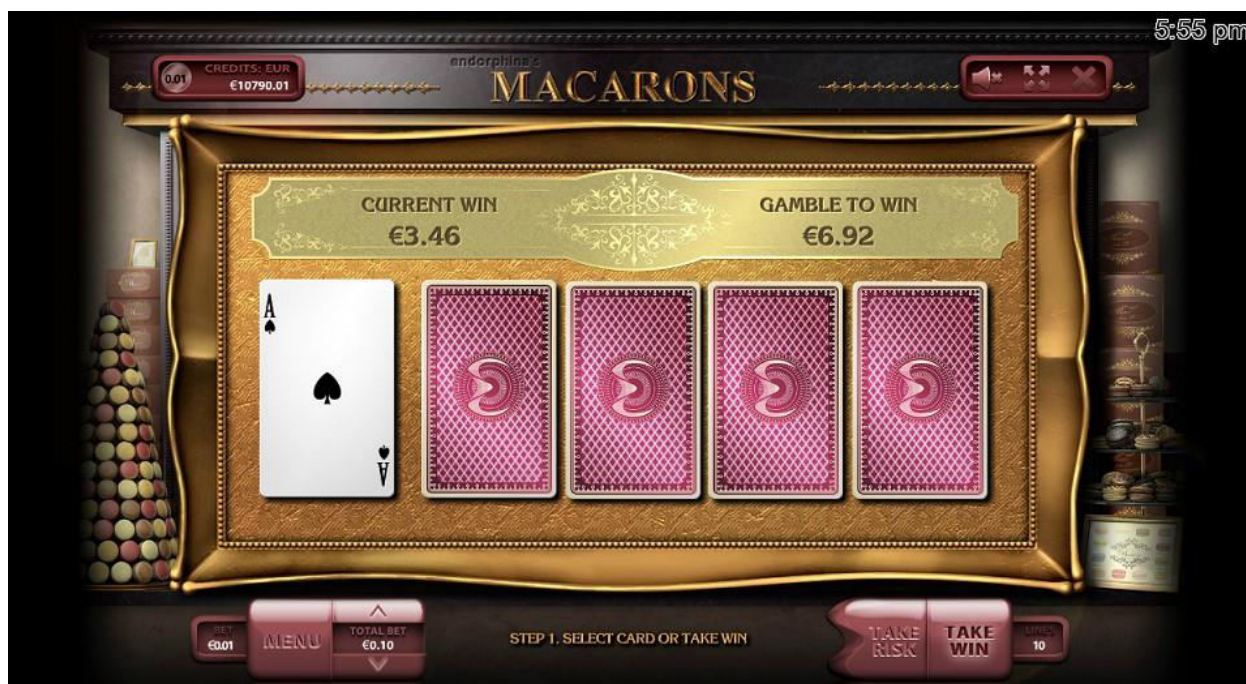 5:55 pm
endorphina's
MACARONS
0.01
CREDITS: EUR
€10790.01
CURRENT WIN
€3.46
GAMBLE TO WIN
€6.92
A
A
BET
€0.01
MENU
TOTAL BET
€0.10
STEP 1. SELECT CARD OR TAKE WIN
TAKE
RISK
TAKE
WIN
LINES
10